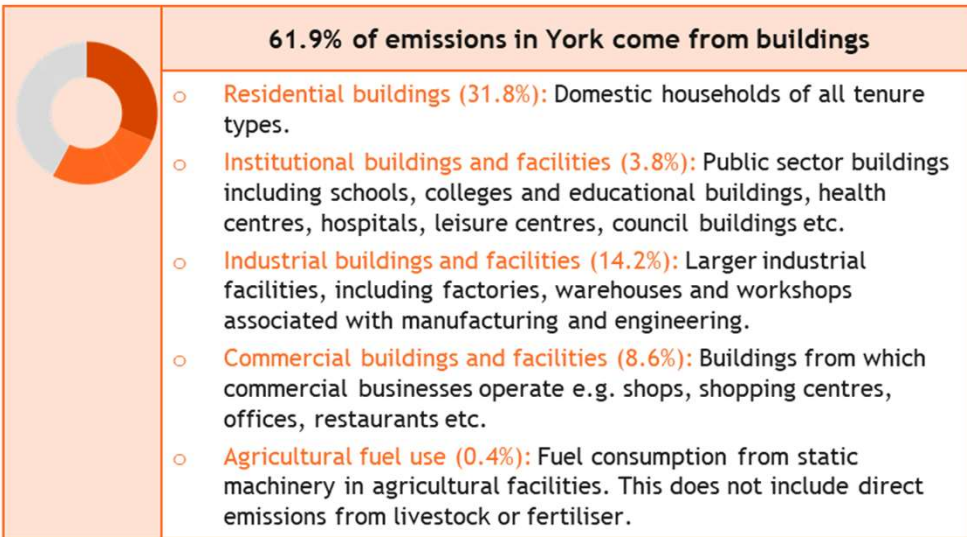 61.9% of emissions in York come from buildings
○ Residential buildings (31.8%): Domestic households of all tenure
types.
○ Institutional buildings and facilities (3.8%): Public sector buildings
including schools, colleges and educational buildings, health
centres, hospitals, leisure centres, council buildings etc.
○ Industrial buildings and facilities (14.2%): Larger industrial
facilities, including factories, warehouses and workshops
associated with manufacturing and engineering.
○ Commercial buildings and facilities (8.6%): Buildings from which
commercial businesses operate e.g. shops, shopping centres,
offices, restaurants etc.
○ Agricultural fuel use (0.4%): Fuel consumption from static
machinery in agricultural facilities. This does not include direct
emissions from livestock or fertiliser.